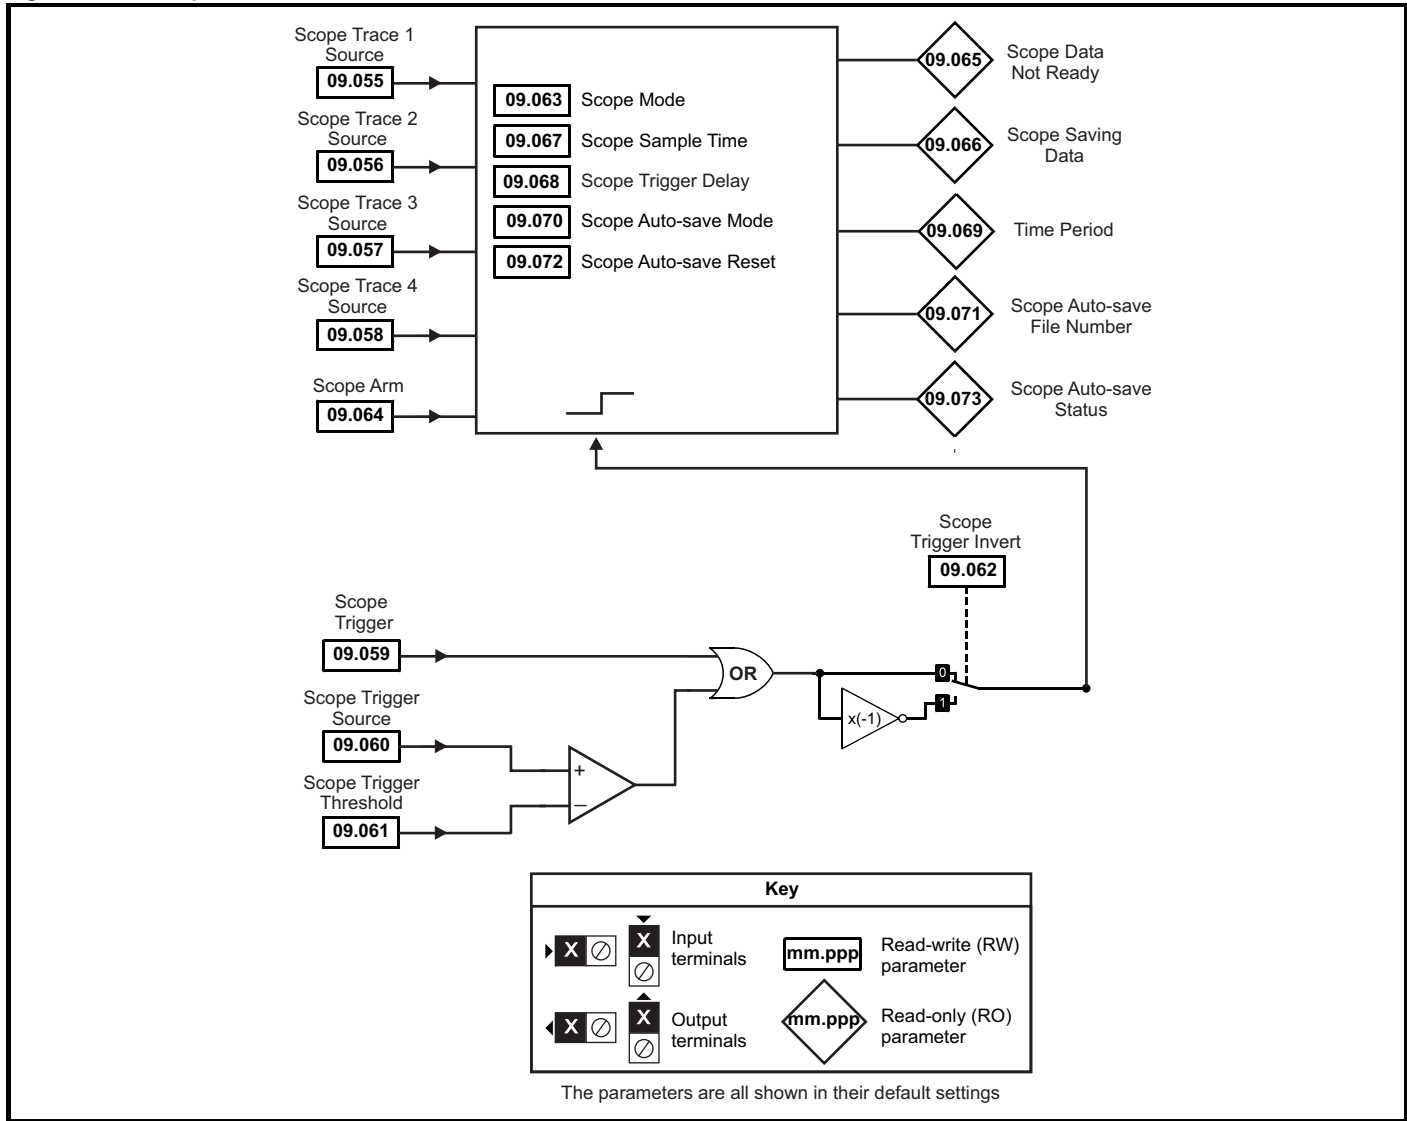 Scope Trace 1
Source
09.055
Scope Trace 2
Source
09.056
Scope Trace 3
Source
09.057
Scope Trace 4
Source
09.058
Scope Arm
09.064
09.063 Scope Mode
09.067 Scope Sample Time
09.068 Scope Trigger Delay
09.070 Scope Auto-save Mode
09.072 Scope Auto-save Reset
09.065 Scope Data
Not Ready
09.066 Scope Saving
Data
09.069 Time Period
09.071 Scope Auto-save
File Number
09.073 Scope Auto-save
Status
Scope
Trigger Invert
09.062
Scope
Trigger
09.059
Scope Trigger
Source
09.060
Scope Trigger
Threshold
09.061
+
−
OR
x(-1)
0
1
Key
X
X
Input
terminals
mm.ppp
Read-write (RW)
parameter
X
X
Output
terminals
mm.ppp
Read-only (RO)
parameter
The parameters are all shown in their default settings